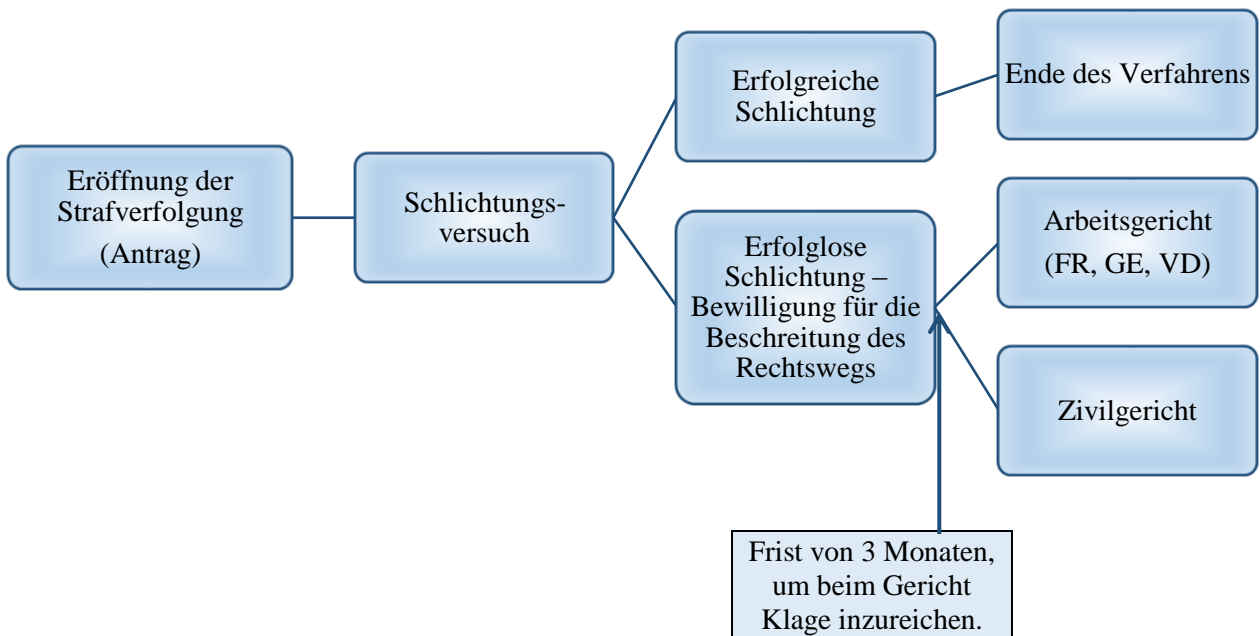 Eröffnung der
Strafverfolgung
(Antrag)
Schlichtungs-
versuch
Erfolgreiche
Schlichtung
Ende des Verfahrens
Erfolglose
Schlichtung –
Bewilligung für die
Beschreitung des
Rechtswegs
Arbeitsgericht
(FR, GE, VD)
Zivilgericht
Frist von 3 Monaten,
um beim Gericht
Klage inzureichen.